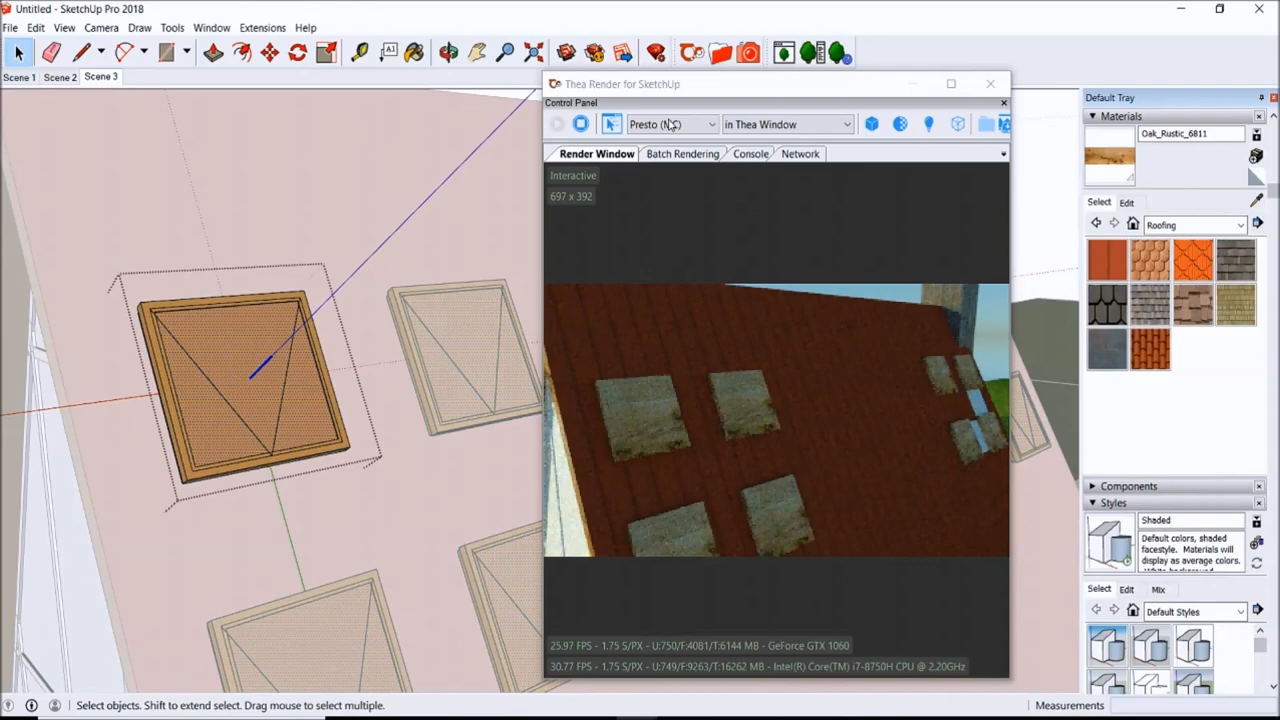 Untitled - SketchUp Pro 2018
File Edit View Camera Draw Tools Window Extensions Help
Scene 1 Scene 2 Scene 3
Thea Render for SketchUp
Control Panel
in Thea Window
Render Window Batch Rendering Console Network
Interactive
697 x 392
25.97 FPS - 1.75 S/PX - U:750/F:4081/T:6144 MB - GeForce GTX 1060
30.77 FPS - 1.75 S/PX - U:749/F:9263/T:16262 MB - Intel(R) Core(TM) i7-8750H CPU @ 2.20GHz
Default Tray
Materials
Oak_Rustic_6811
Select Edit
Roofing
Components
Styles
Shaded
Default colors, shaded
facestyle. Materials will
display as average colors.
Select Edit Mix
Default Styles
Select objects. Shift to extend select. Drag mouse to select multiple.
Measurements